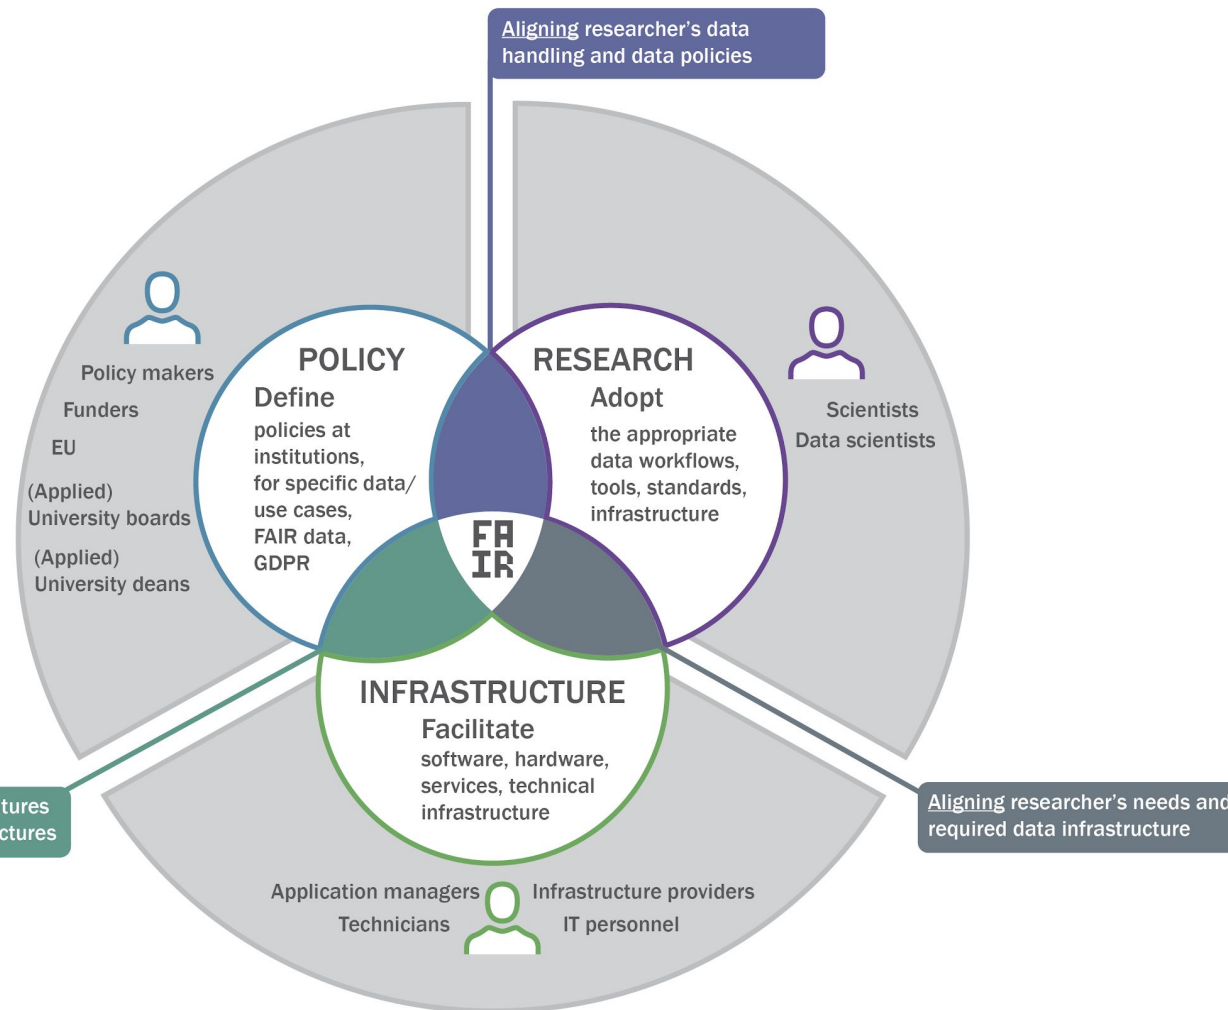 Aligning researcher's data
handling and data policies
POLICY
Define
policies at
institutions,
for specific data/
use cases,
FAIR data,
GDPR
RESEARCH
Adopt
the appropriate
data workflows,
tools, standards,
infrastructure
Policy makers
Funders
EU
(Applied)
University boards
(Applied)
University deans
Scientists
Data scientists
FA
IR
INFRASTRUCTURE
Facilitate
software, hardware,
services, technical
infrastructure
tures
ctures
Aligning researcher's needs and
required data infrastructure
Application managers
Technicians
Infrastructure providers
IT personnel